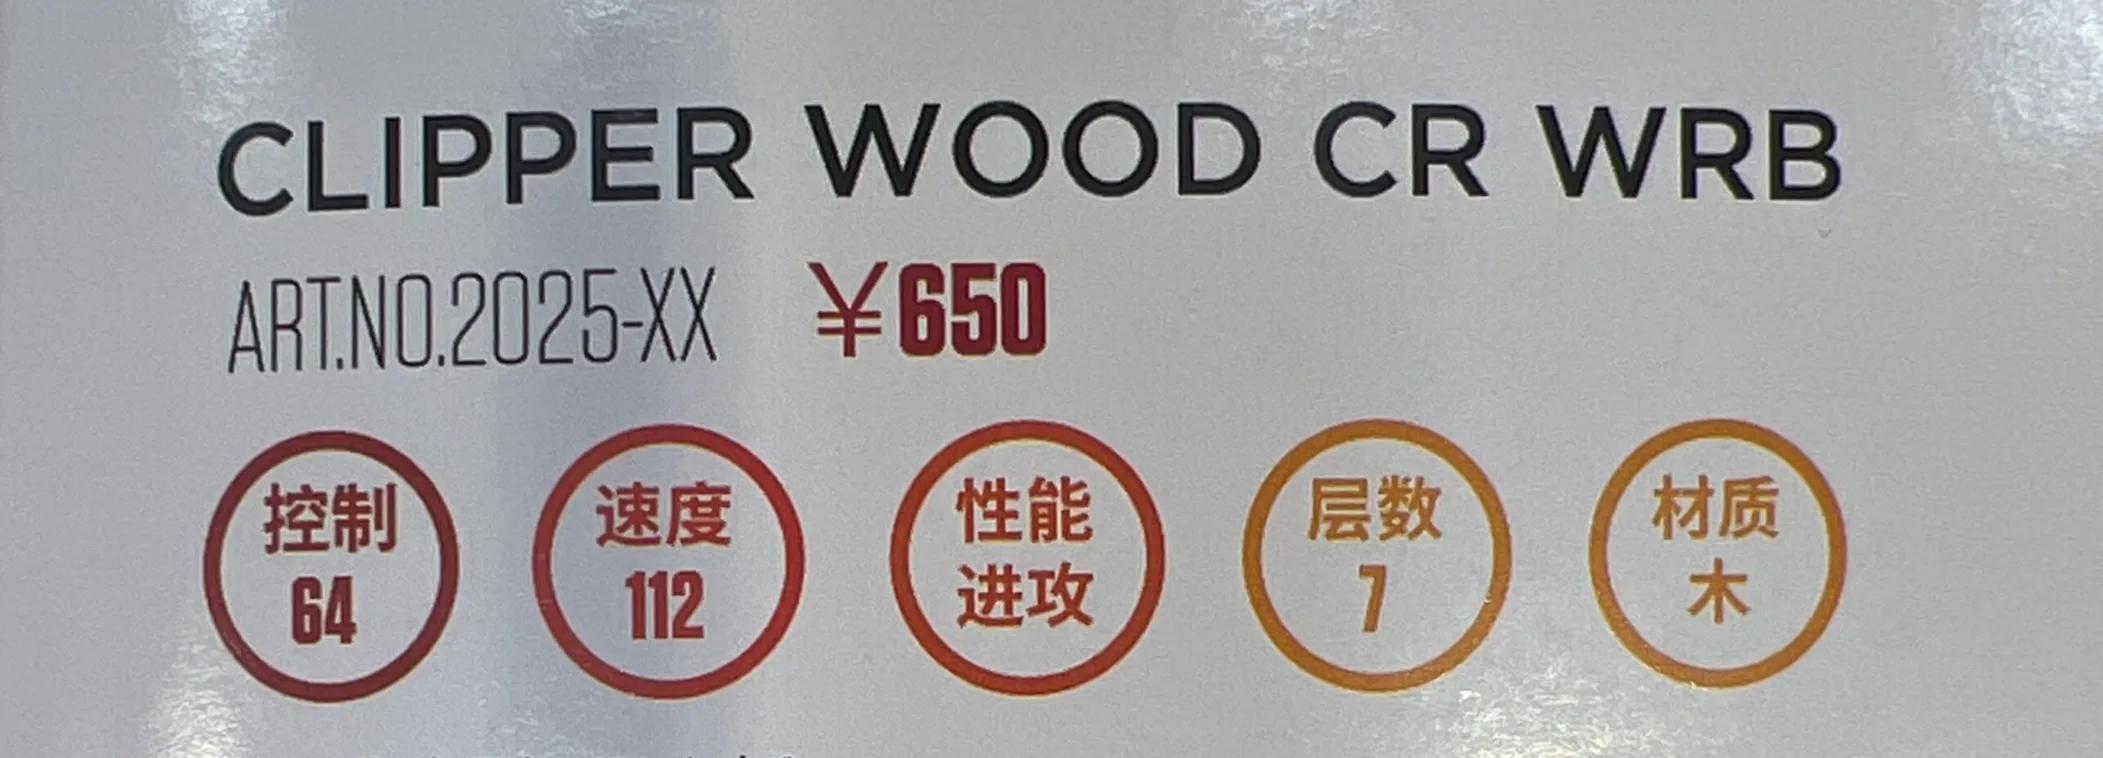 CLIPPER WOOD CR WRB
ART.NO.2025-XX ¥650
控制 速度 性能 层数 材质
64 112 进攻 7 木